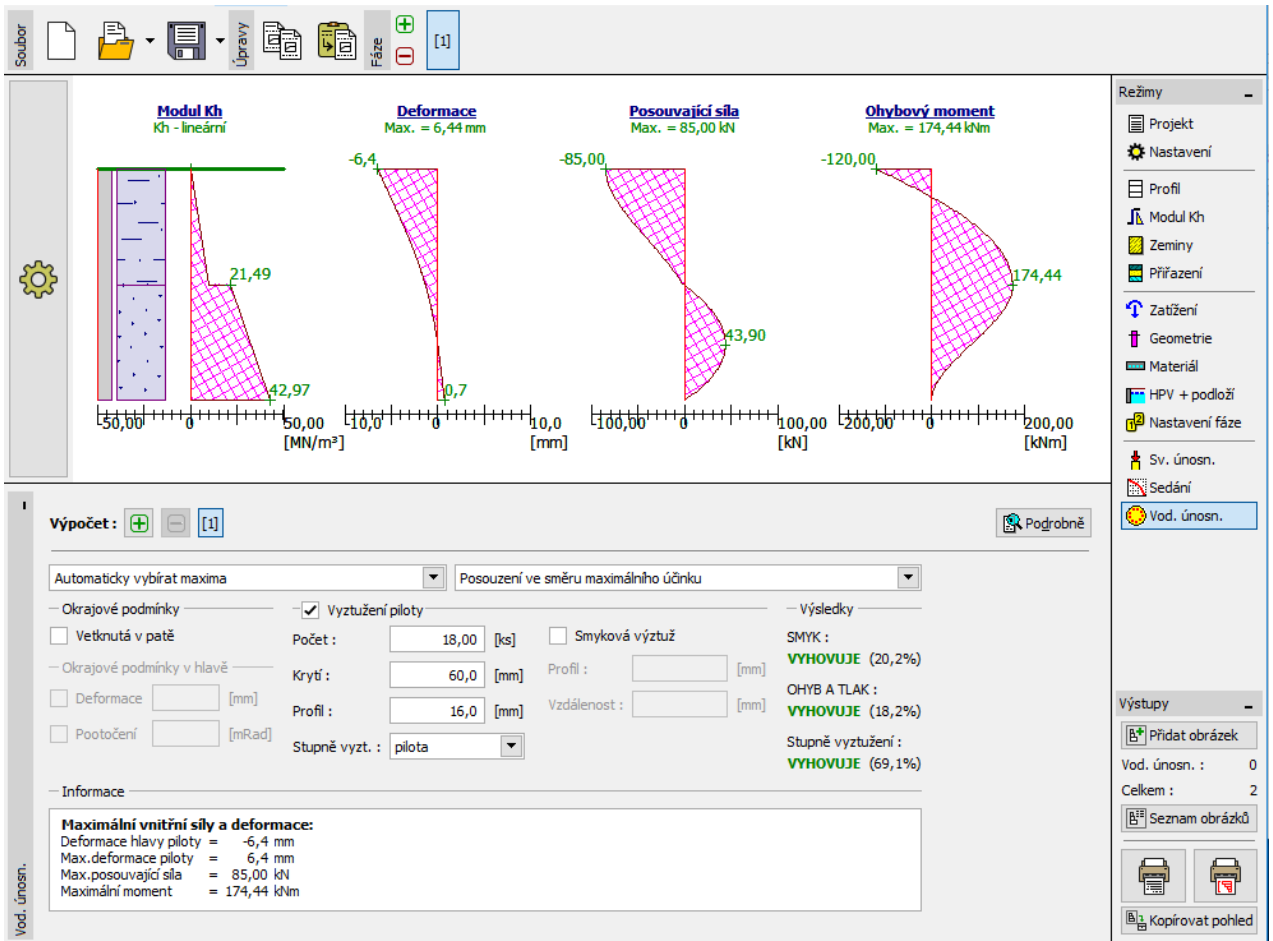 Soubor
Úpravy
Fáze
[1]
Modul Kh
Kh - lineární
Deformace
Max. = 6,44 mm
Posouvající síla
Max. = 85,00 kN
Ohybový moment
Max. = 174,44 kNm
-6,4
-85,00
-120,00
21,49
174,44
43,90
42,97
0,7
-50,00 0 50,00
[MN/m³]
-10,0 0 10,0
[mm]
-100,00 0 100,00
[kN]
-200,00 0 200,00
[kNm]
Režimy
Projekt
Nastavení
Profil
Modul Kh
Zeminy
Přiřazení
Zatížení
Geometrie
Materiál
HPV + podloží
Nastavení fáze
Sv. únosn.
Sedání
Vod. únosn.
Výpočet :
[1]
Podrobně
Automaticky vybírat maxima
Posouzení ve směru maximálního účinku
Okrajové podmínky
Vetknutá v patě
Okrajové podmínky v hlavě
Deformace [mm]
Pootočení [mRad]
Vyztužení piloty
Počet : 18,00 [ks]
Krytí : 60,0 [mm]
Profil : 16,0 [mm]
Stupně vyzt. : pilota
Smyková výztuž
Profil : [mm]
Vzdálenost : [mm]
Výsledky
SMYK :
VYHOVUJE (20,2%)
OHYB A TLAK :
VYHOVUJE (18,2%)
Stupně vyztužení :
VYHOVUJE (69,1%)
Informace
Maximální vnitřní síly a deformace:
Deformace hlavy piloty = -6,4 mm
Max.deformace piloty = 6,4 mm
Max.posouvající síla = 85,00 kN
Maximální moment = 174,44 kNm
Vod. únosn.
Výstupy
Přidat obrázek
Vod. únosn. : 0
Celkem : 2
Seznam obrázků
Kopírovat pohled